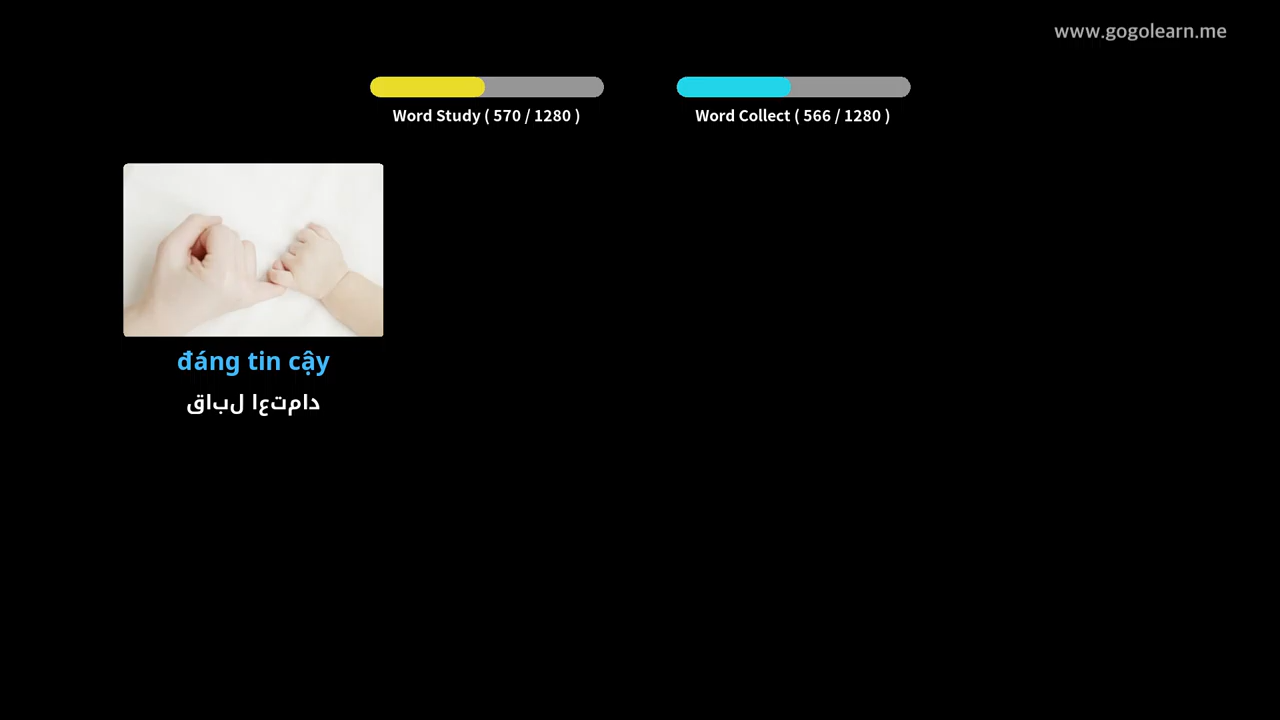 www.gogolearn.me
Word Study ( 570 / 1280 )
Word Collect ( 566 / 1280 )
đáng tin cậy
قابل اعتماد